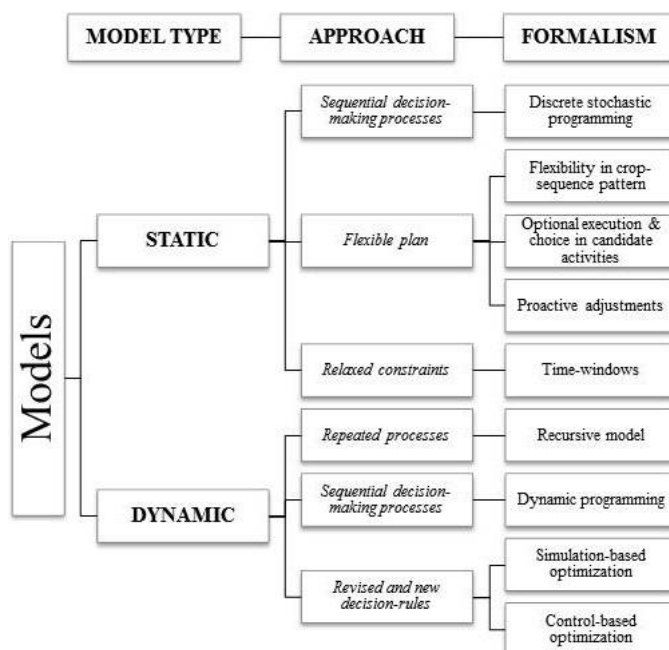 MODEL TYPE
APPROACH
FORMALISM
Models
STATIC
Sequential decision-
making processes
Discrete stochastic
programming
Flexible plan
Flexibility in crop-
sequence pattern
Optional execution &
choice in candidate
activities
Proactive adjustments
Relaxed constraints
Time-windows
DYNAMIC
Repeated processes
Recursive model
Sequential decision-
making processes
Dynamic programming
Revised and new
decision-rules
Simulation-based
optimization
Control-based
optimization